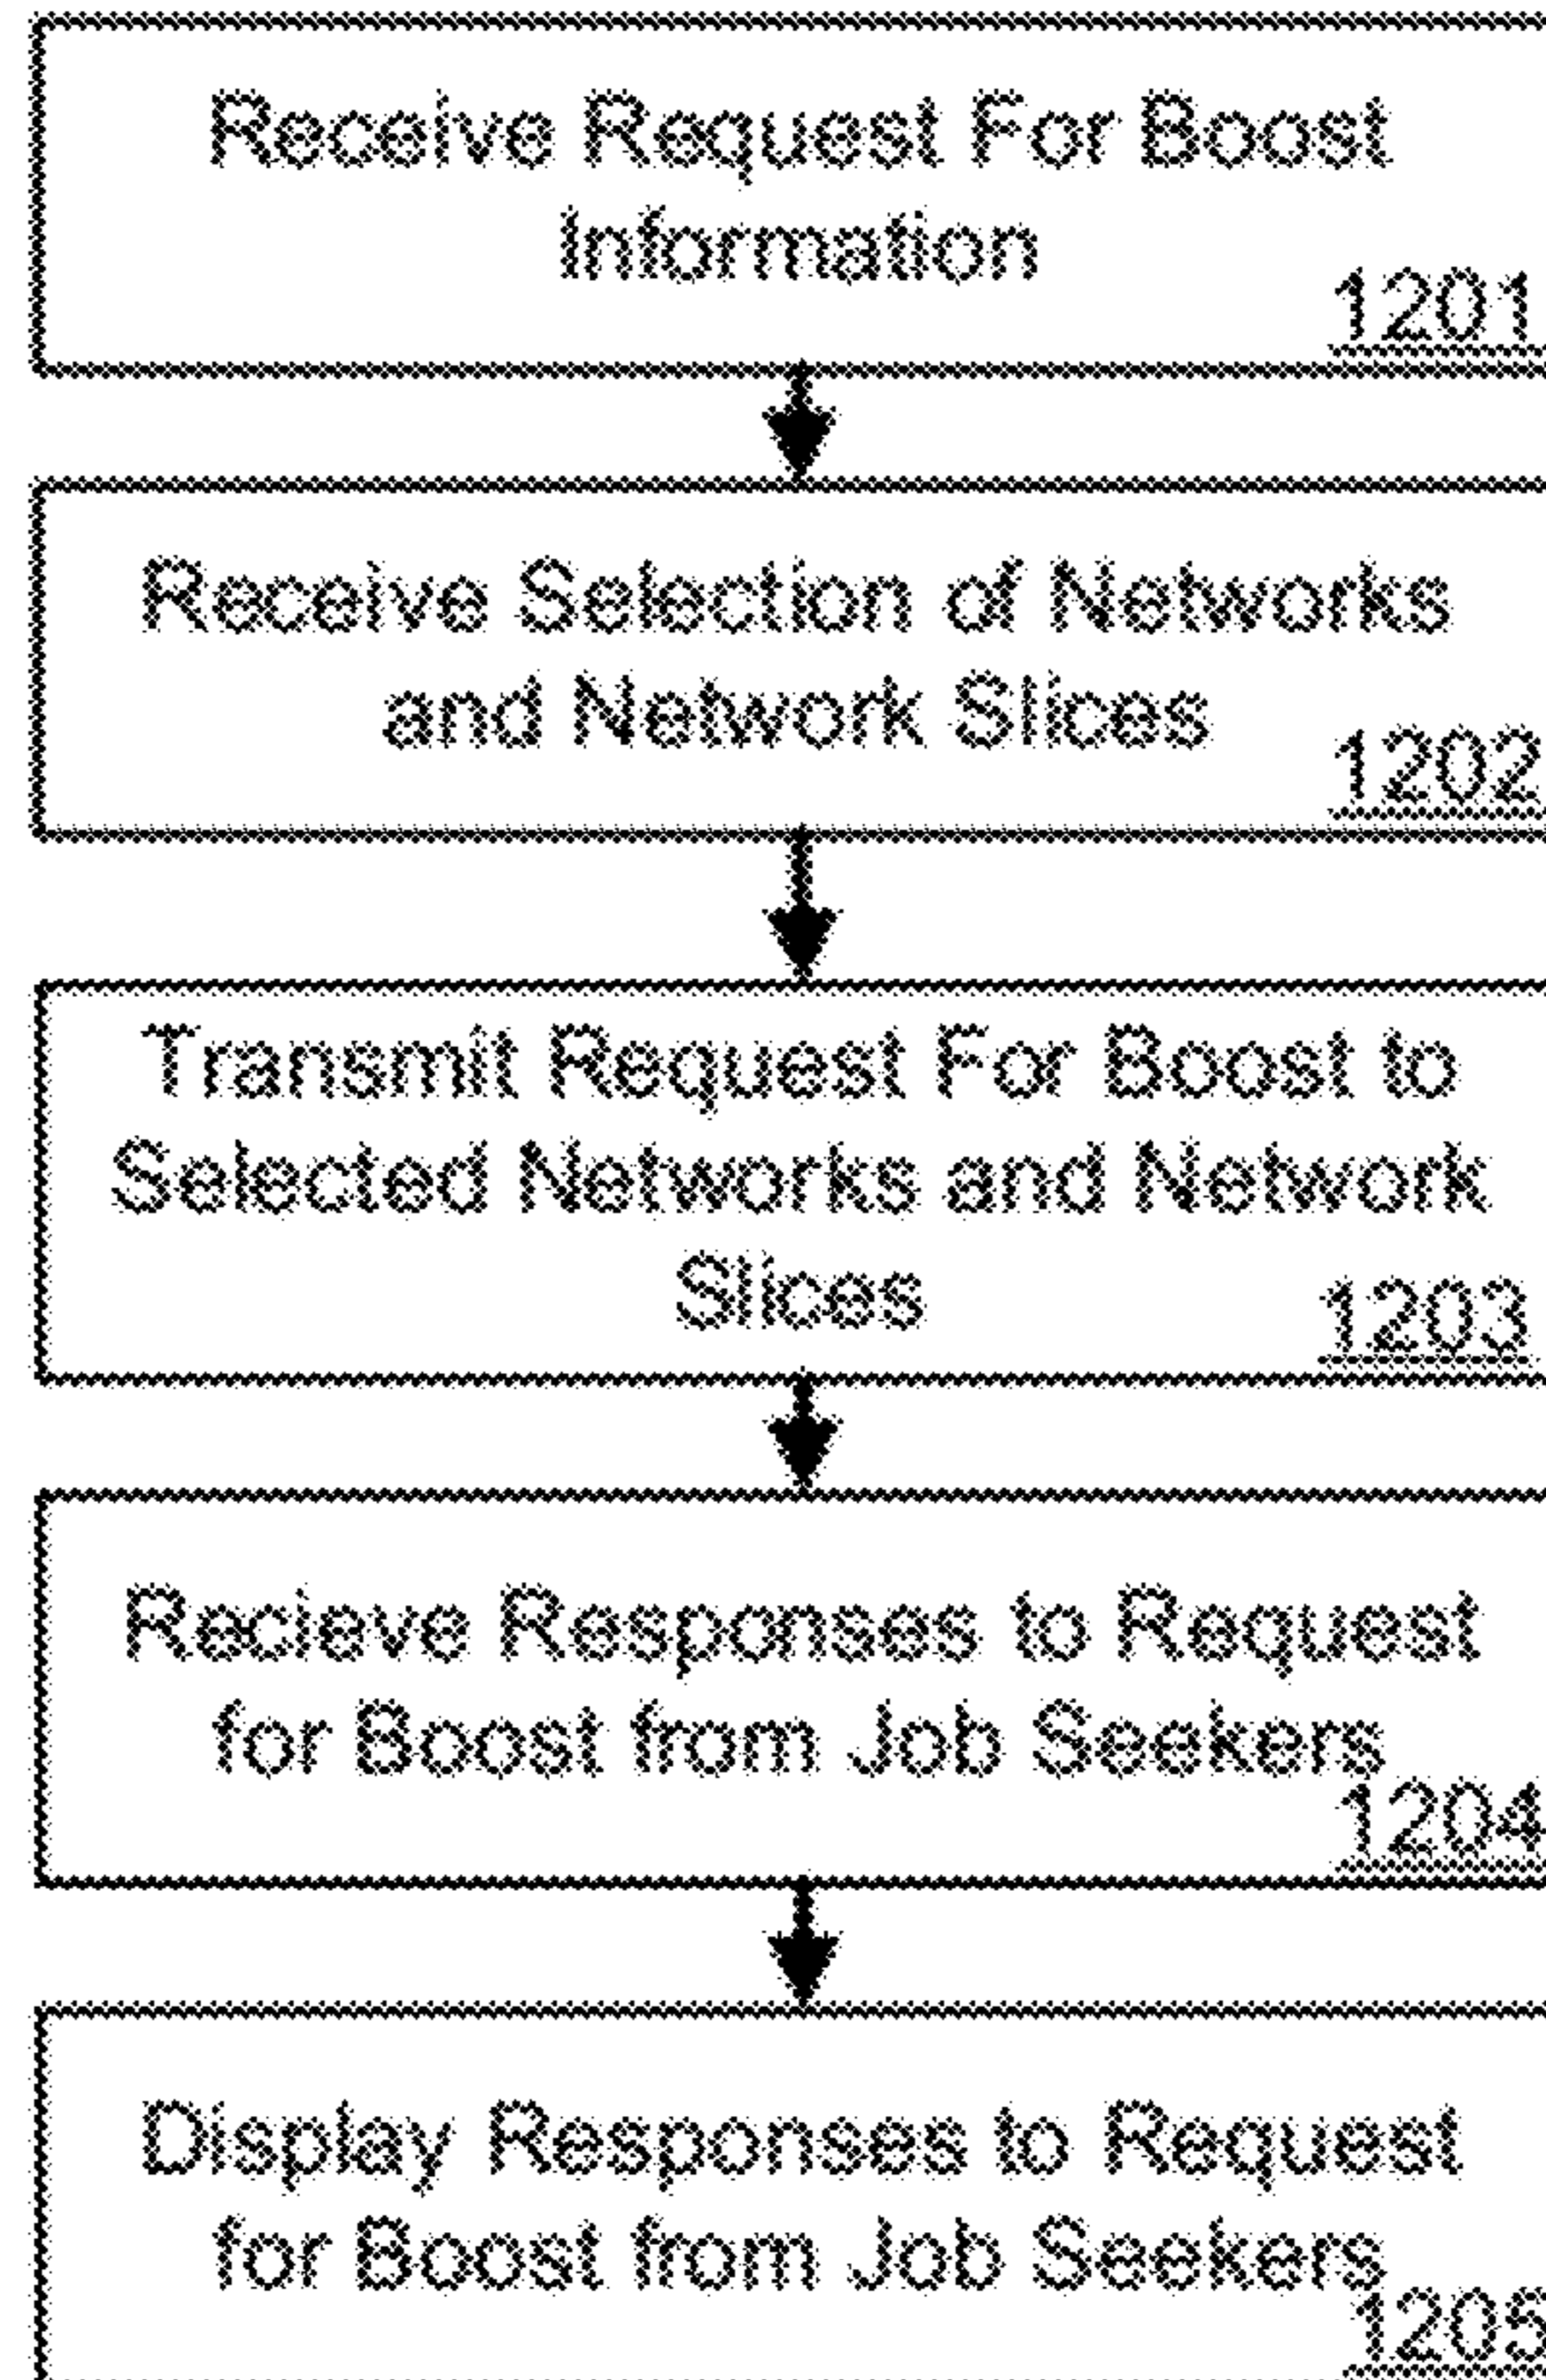 Receive Request For Boost
Information
1201
Receive Selection of Networks
and Network Slices
1202
Transmit Request For Boost to
Selected Networks and Network
Slices
1203
Recieve Responses to Request
for Boost from Job Seekers
1204
Display Responses to Request
for Boost from Job Seekers
1205